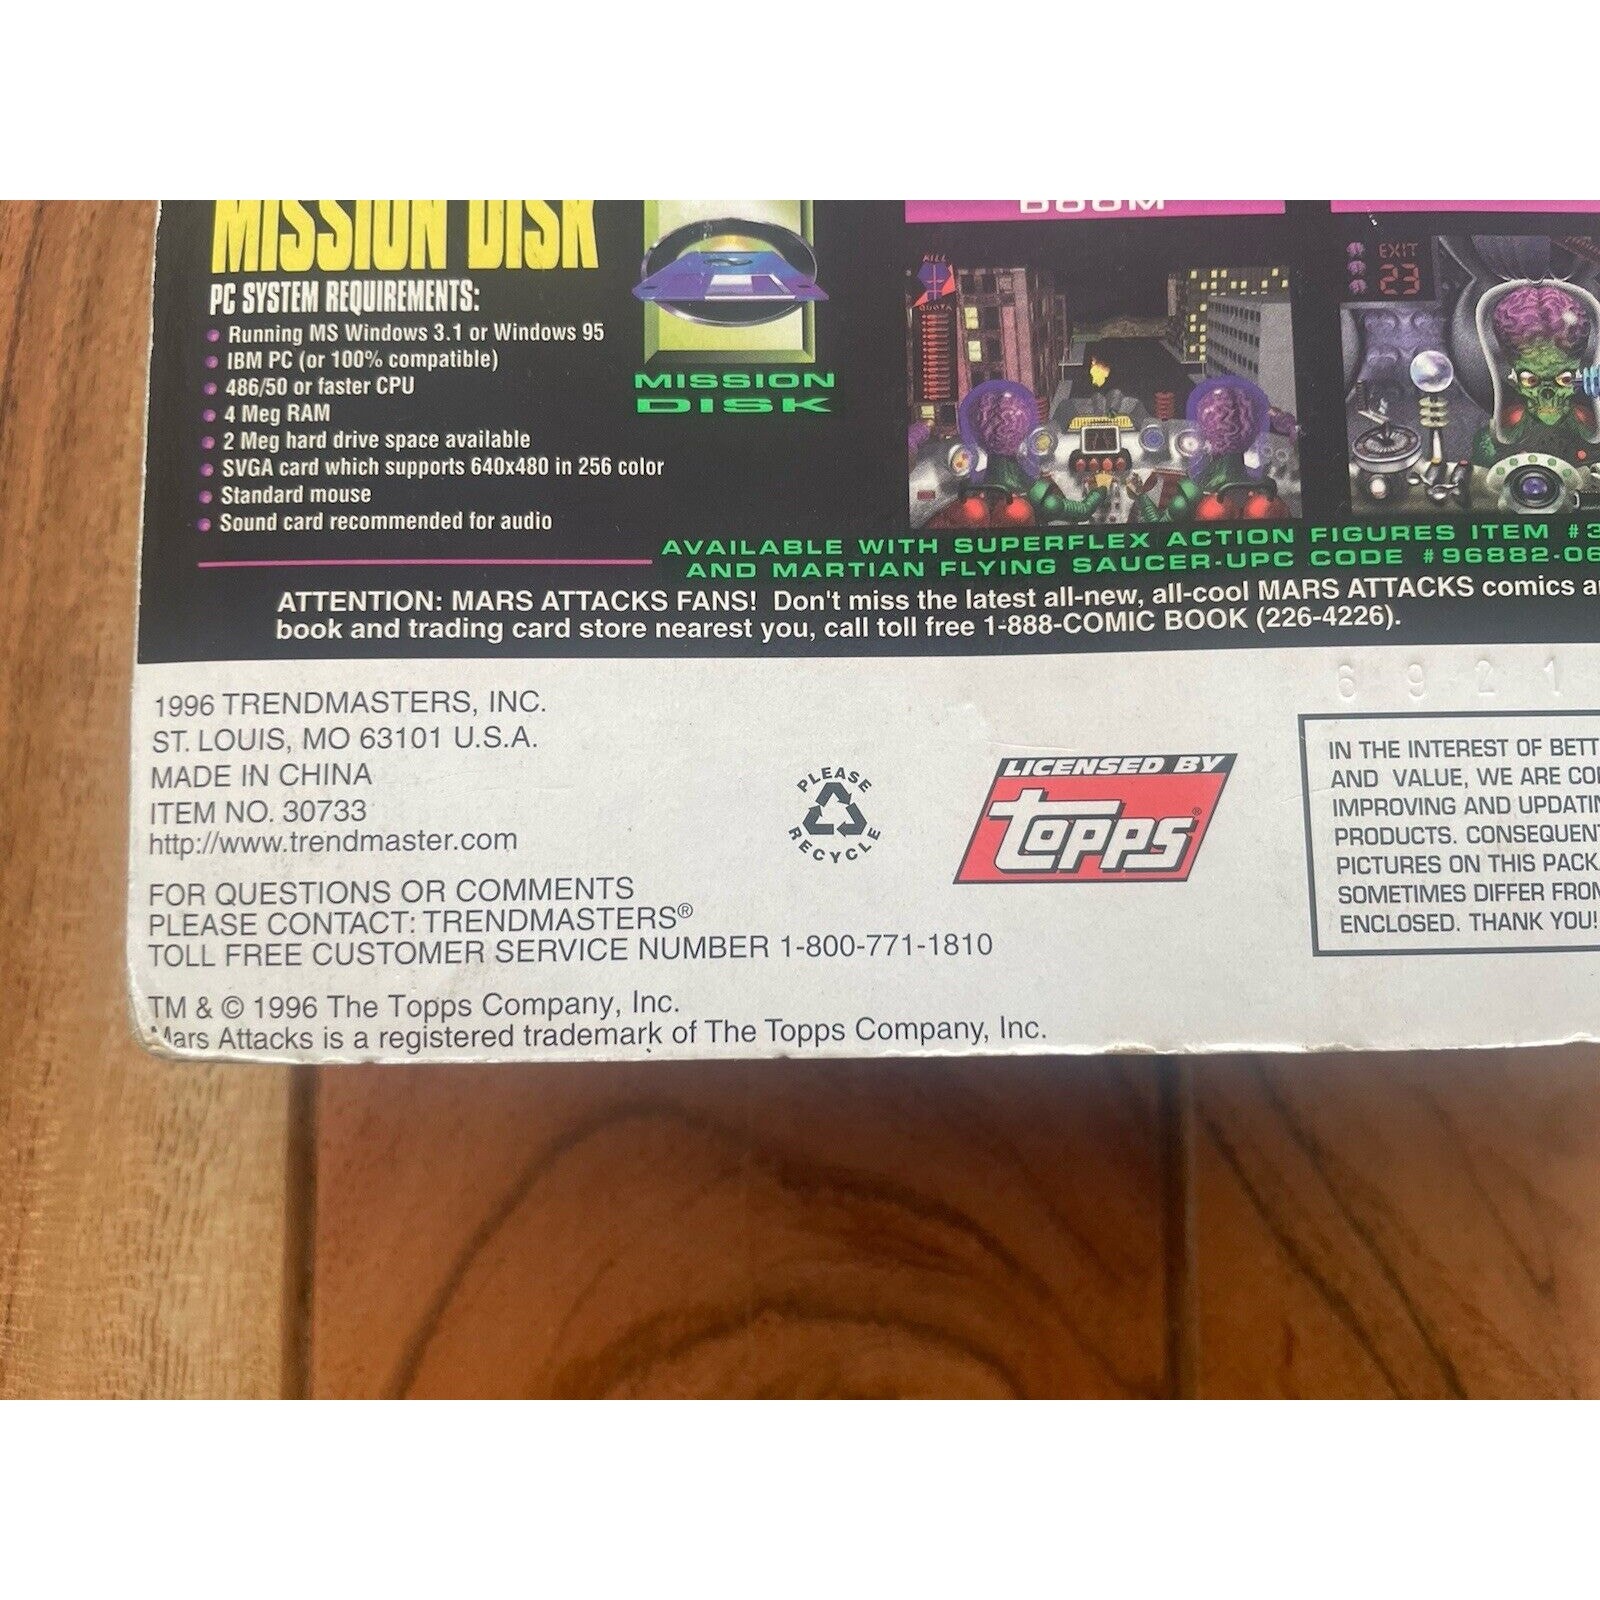 MISSION DISK
PC SYSTEM REQUIREMENTS:
Running MS Windows 3.1 or Windows 95
IBM PC (or 100% compatible)
486/50 or faster CPU
4 Meg RAM
2 Meg hard drive space available
SVGA card which supports 640x480 in 256 color
Standard mouse
Sound card recommended for audio
MISSION
DISK
DOOM
KILL
QUOTA
EXIT
23
AVAILABLE WITH SUPERFLEX ACTION FIGURES ITEM #3
AND MARTIAN FLYING SAUCER-UPC CODE #96882-06
ATTENTION: MARS ATTACKS FANS! Don't miss the latest all-new, all-cool MARS ATTACKS comics a
book and trading card store nearest you, call toll free 1-888-COMIC BOOK (226-4226).
6 9 2 1
1996 TRENDMASTERS, INC.
ST. LOUIS, MO 63101 U.S.A.
MADE IN CHINA
ITEM NO. 30733
http://www.trendmaster.com
FOR QUESTIONS OR COMMENTS
PLEASE CONTACT: TRENDMASTERS®
TOLL FREE CUSTOMER SERVICE NUMBER 1-800-771-1810
TM & © 1996 The Topps Company, Inc.
Mars Attacks is a registered trademark of The Topps Company, Inc.
PLEASE
RECYCLE
LICENSED BY
Topps®
IN THE INTEREST OF BETT
AND VALUE, WE ARE CO
IMPROVING AND UPDATIN
PRODUCTS. CONSEQUENT
PICTURES ON THIS PACK
SOMETIMES DIFFER FROM
ENCLOSED. THANK YOU!